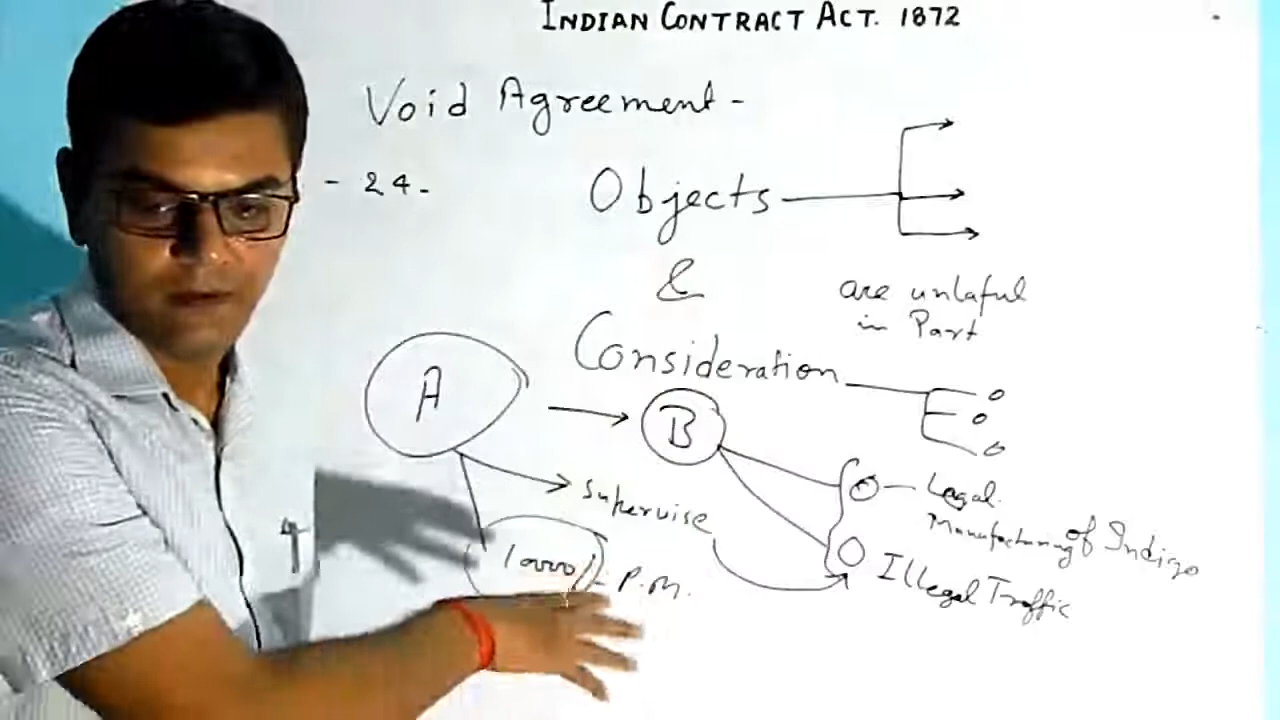 INDIAN CONTRACT ACT. 1872
Void Agreement -
- 24 -
Objects
&
are unlaful
in Part
Consideration
A
B
Supervise
10000/- P.M.
Legal.
Manufacturing of Indigo
Illegal Traffic